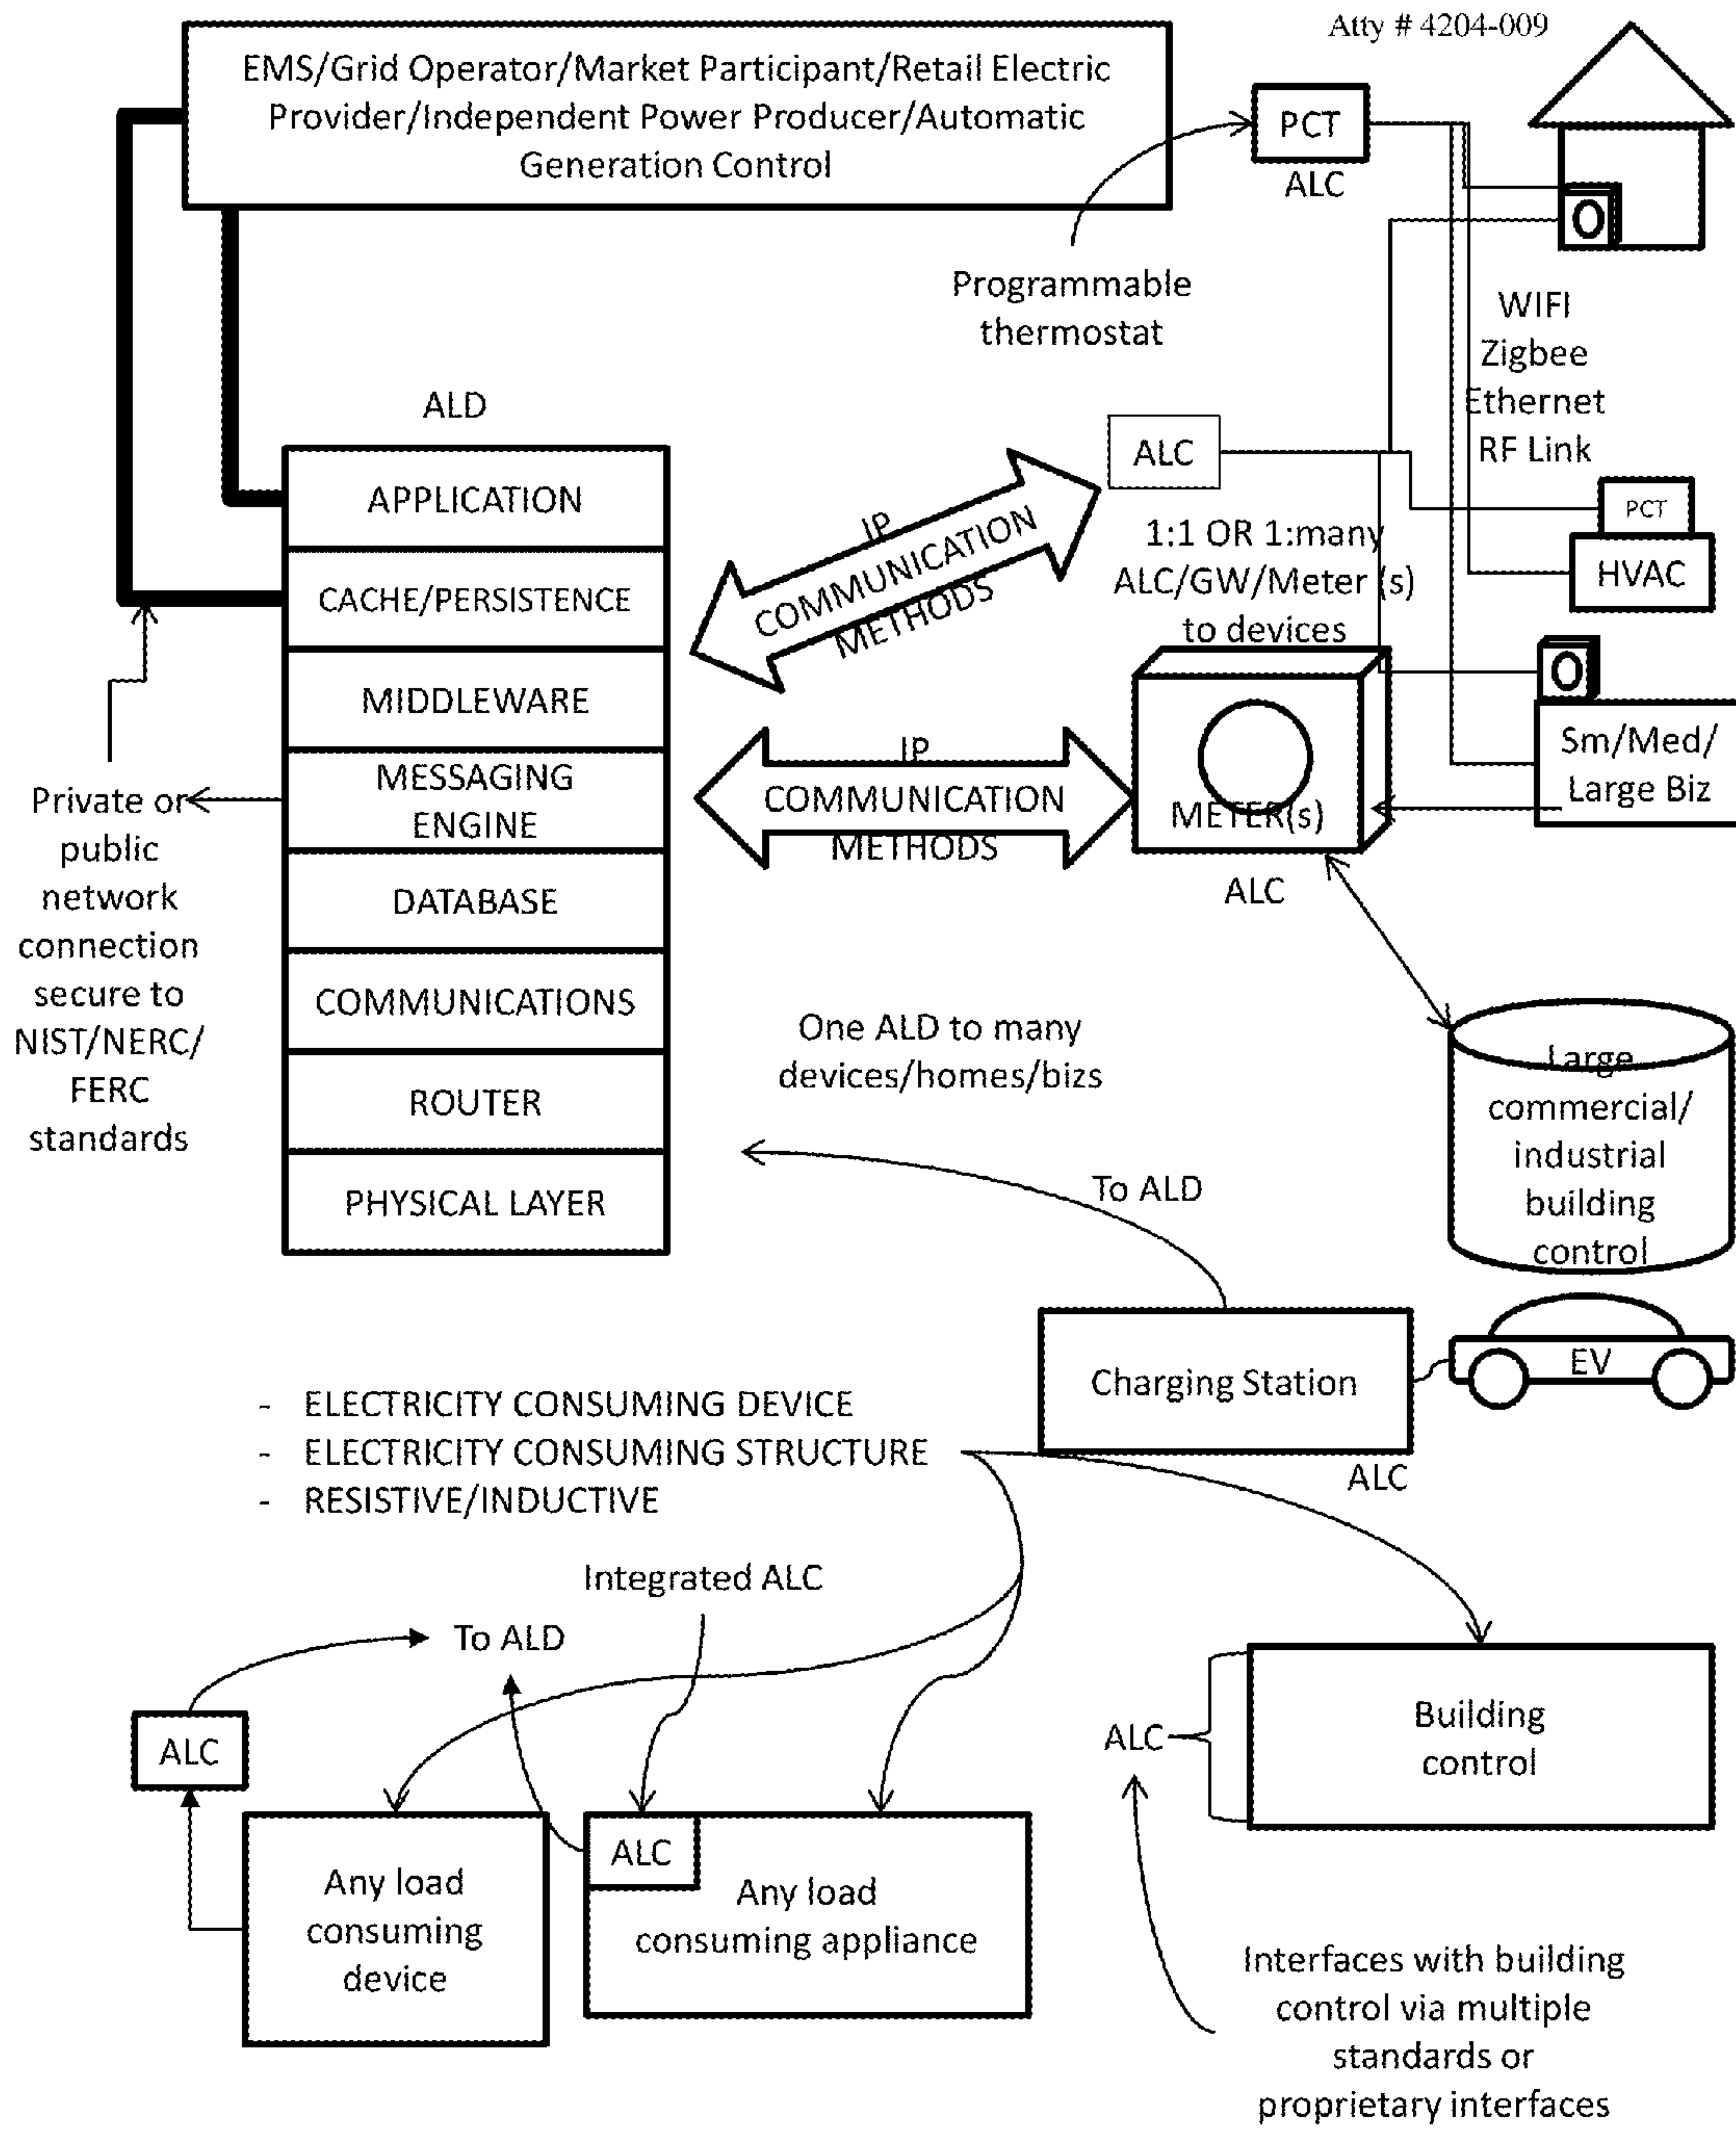 Atty # 4204-009
EMS/Grid Operator/Market Participant/Retail Electric
Provider/Independent Power Producer/Automatic
Generation Control
PCT
ALC
Programmable
thermostat
WIFI
Zigbee
Ethernet
RF Link
ALD
APPLICATION
CACHE/PERSISTENCE
MIDDLEWARE
MESSAGING
ENGINE
DATABASE
COMMUNICATIONS
ROUTER
PHYSICAL LAYER
Private or
public
network
connection
secure to
NIST/NERC/
FERC
standards
IP
COMMUNICATION
METHODS
IP
COMMUNICATION
METHODS
ALC
1:1 OR 1:many
ALC/GW/Meter (s)
to devices
METER(s)
ALC
PCT
HVAC
Sm/Med/
Large Biz
Large
commercial/
industrial
building
control
One ALD to many
devices/homes/bizs
To ALD
Charging Station
ALC
EV
- ELECTRICITY CONSUMING DEVICE
- ELECTRICITY CONSUMING STRUCTURE
- RESISTIVE/INDUCTIVE
Integrated ALC
To ALD
ALC
Any load
consuming
device
ALC
Any load
consuming appliance
ALC
Building
control
Interfaces with building
control via multiple
standards or
proprietary interfaces